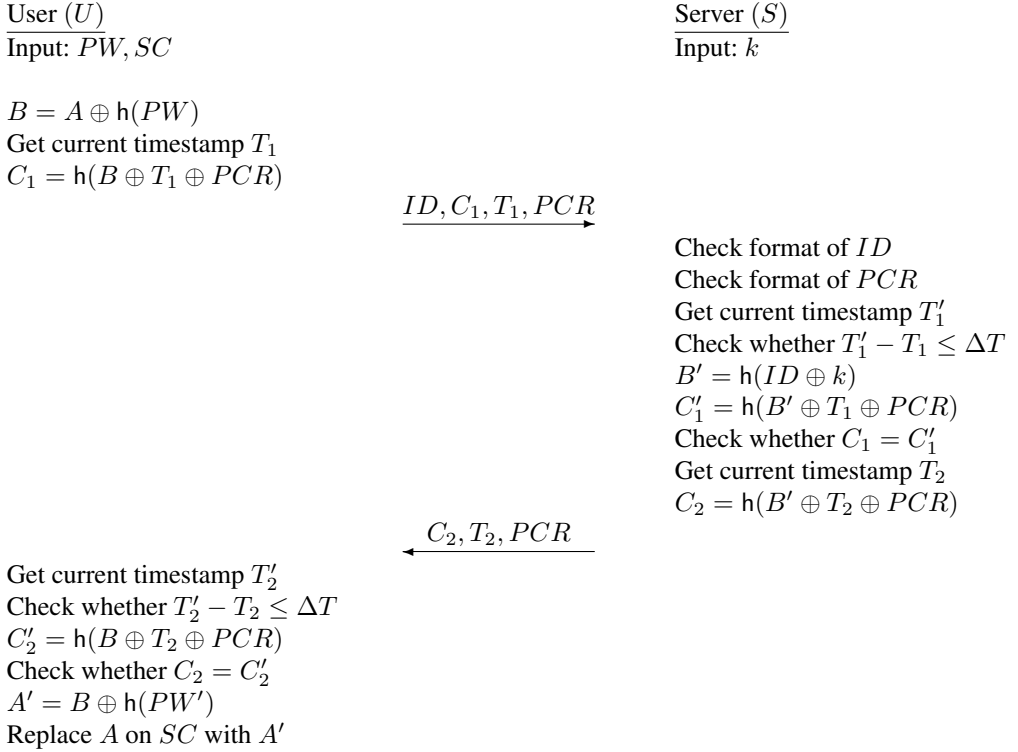 User (U)
Input: PW, SC
Server (S)
Input: k
B = A ⊕ h(PW)
Get current timestamp T₁
C₁ = h(B ⊕ T₁ ⊕ PCR)
ID, C₁, T₁, PCR
Check format of ID
Check format of PCR
Get current timestamp T₁′
Check whether T₁′ − T₁ ≤ ΔT
B′ = h(ID ⊕ k)
C₁′ = h(B′ ⊕ T₁ ⊕ PCR)
Check whether C₁ = C₁′
Get current timestamp T₂
C₂ = h(B′ ⊕ T₂ ⊕ PCR)
C₂, T₂, PCR
Get current timestamp T₂′
Check whether T₂′ − T₂ ≤ ΔT
C₂′ = h(B ⊕ T₂ ⊕ PCR)
Check whether C₂ = C₂′
A′ = B ⊕ h(PW′)
Replace A on SC with A′